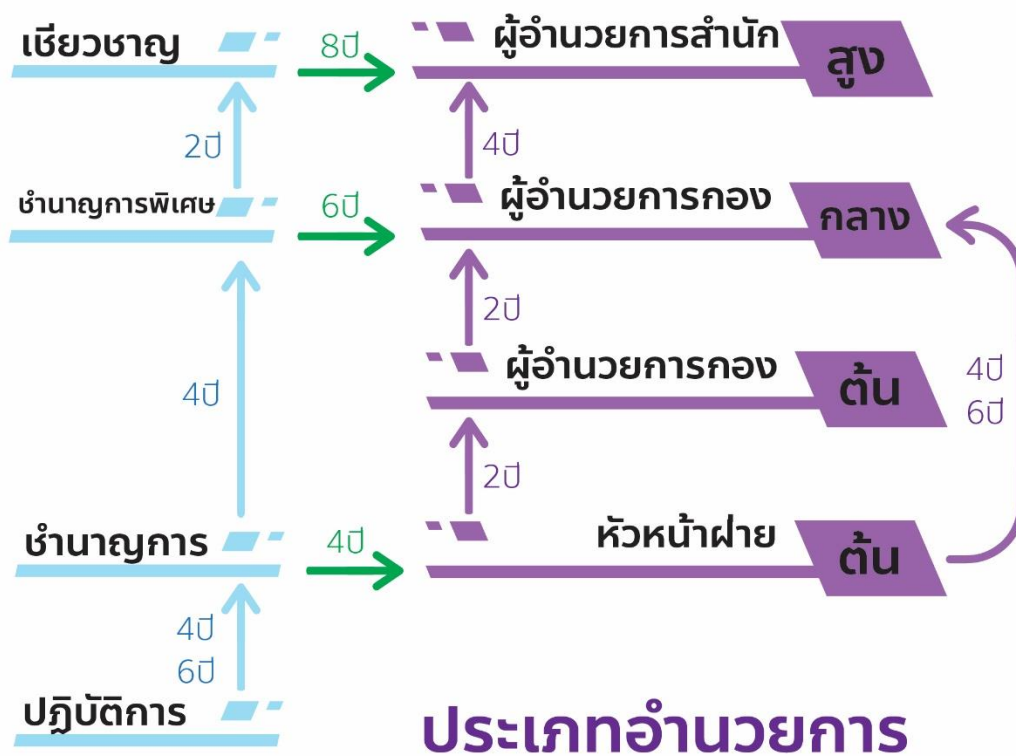 เชียวชาญ
8ปี
ผู้อำนวยการสำนัก
สูง
2ปี
4ปี
ชำนาญการพิเศษ
6ปี
ผู้อำนวยการกอง
กลาง
2ปี
ผู้อำนวยการกอง
ต้น
4ปี
4ปี
6ปี
2ปี
ชำนาญการ
4ปี
หัวหน้าฝ่าย
ต้น
4ปี
6ปี
ปฏิบัติการ
ประเภทอำนวยการ